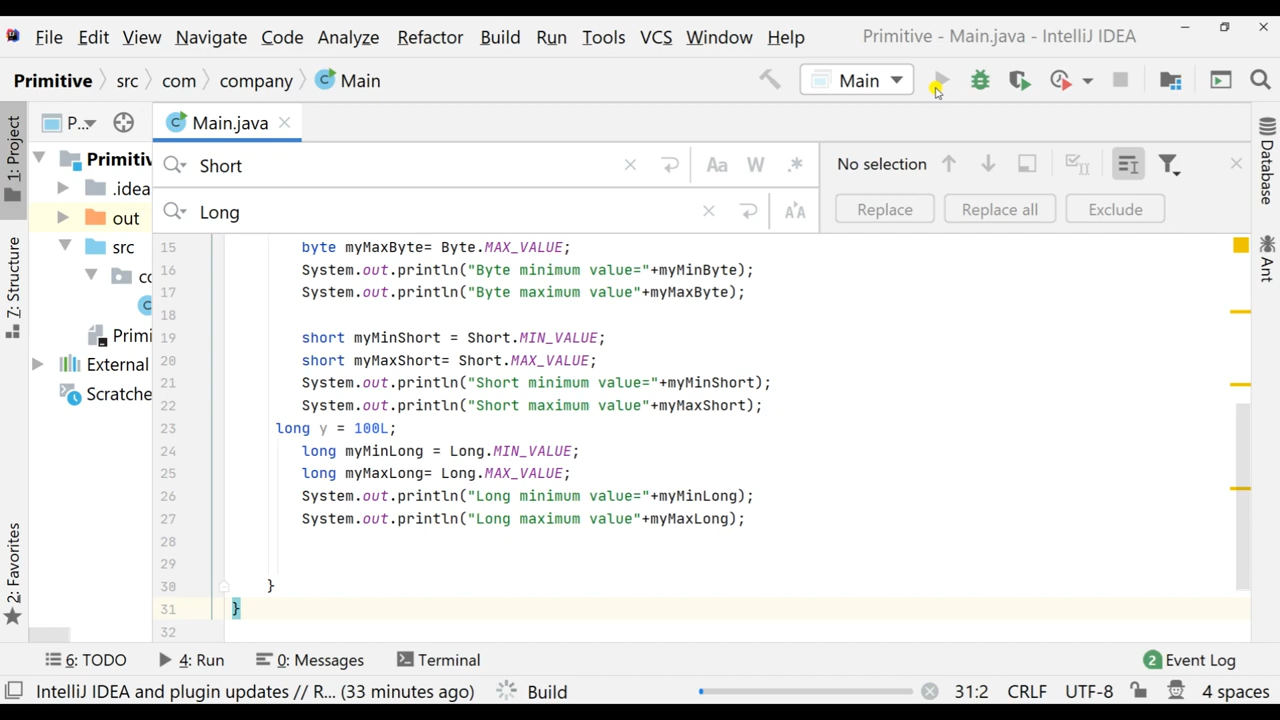 File Edit View Navigate Code Analyze Refactor Build Run Tools VCS Window Help Primitive - Main.java - IntelliJ IDEA
Primitive src com company Main Main
1: Project
P... Main.java
Short Aa W .* No selection
Long Replace Replace all Exclude
Primitiv
.idea
out
src
co
Primi
External
Scratche
7: Structure
2: Favorites
15 byte myMaxByte= Byte.MAX_VALUE;
16 System.out.println("Byte minimum value="+myMinByte);
17 System.out.println("Byte maximum value"+myMaxByte);
18
19 short myMinShort = Short.MIN_VALUE;
20 short myMaxShort= Short.MAX_VALUE;
21 System.out.println("Short minimum value="+myMinShort);
22 System.out.println("Short maximum value"+myMaxShort);
23 long y = 100L;
24 long myMinLong = Long.MIN_VALUE;
25 long myMaxLong= Long.MAX_VALUE;
26 System.out.println("Long minimum value="+myMinLong);
27 System.out.println("Long maximum value"+myMaxLong);
28
29
30 }
31 }
32
Database
Ant
6: TODO 4: Run 0: Messages Terminal 2 Event Log
IntelliJ IDEA and plugin updates // R... (33 minutes ago) Build 31:2 CRLF UTF-8 4 spaces